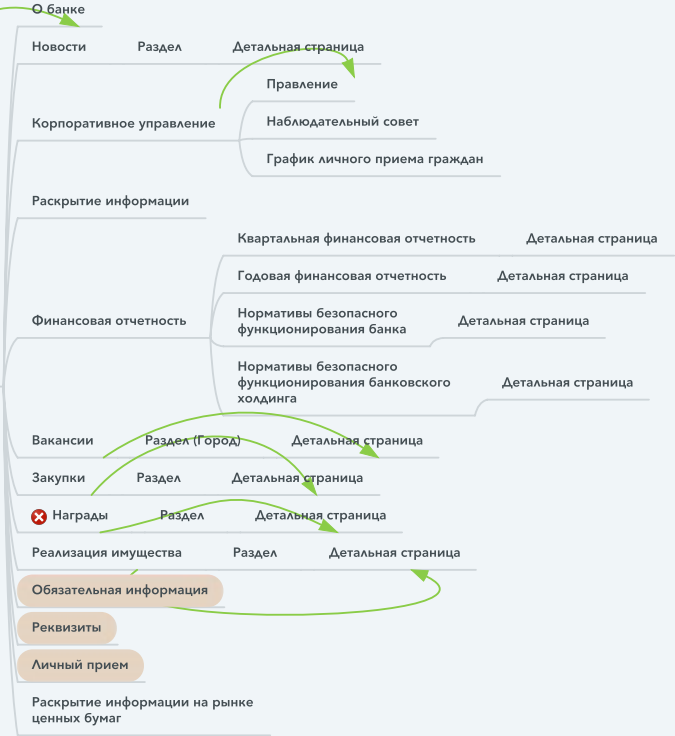 О банке
Новости Раздел Детальная страница
Правление
Корпоративное управление
Наблюдательный совет
График личного приема граждан
Раскрытие информации
Квартальная финансовая отчетность Детальная страница
Годовая финансовая отчетность Детальная страница
Финансовая отчетность
Нормативы безопасного
функционирования банка
Детальная страница
Нормативы безопасного
функционирования банковского
холдинга
Детальная страница
Вакансии Раздел (Город) Детальная страница
Закупки Раздел Детальная страница
Награды Раздел Детальная страница
Реализация имущества Раздел Детальная страница
Обязательная информация
Реквизиты
Личный прием
Раскрытие информации на рынке
ценных бумаг